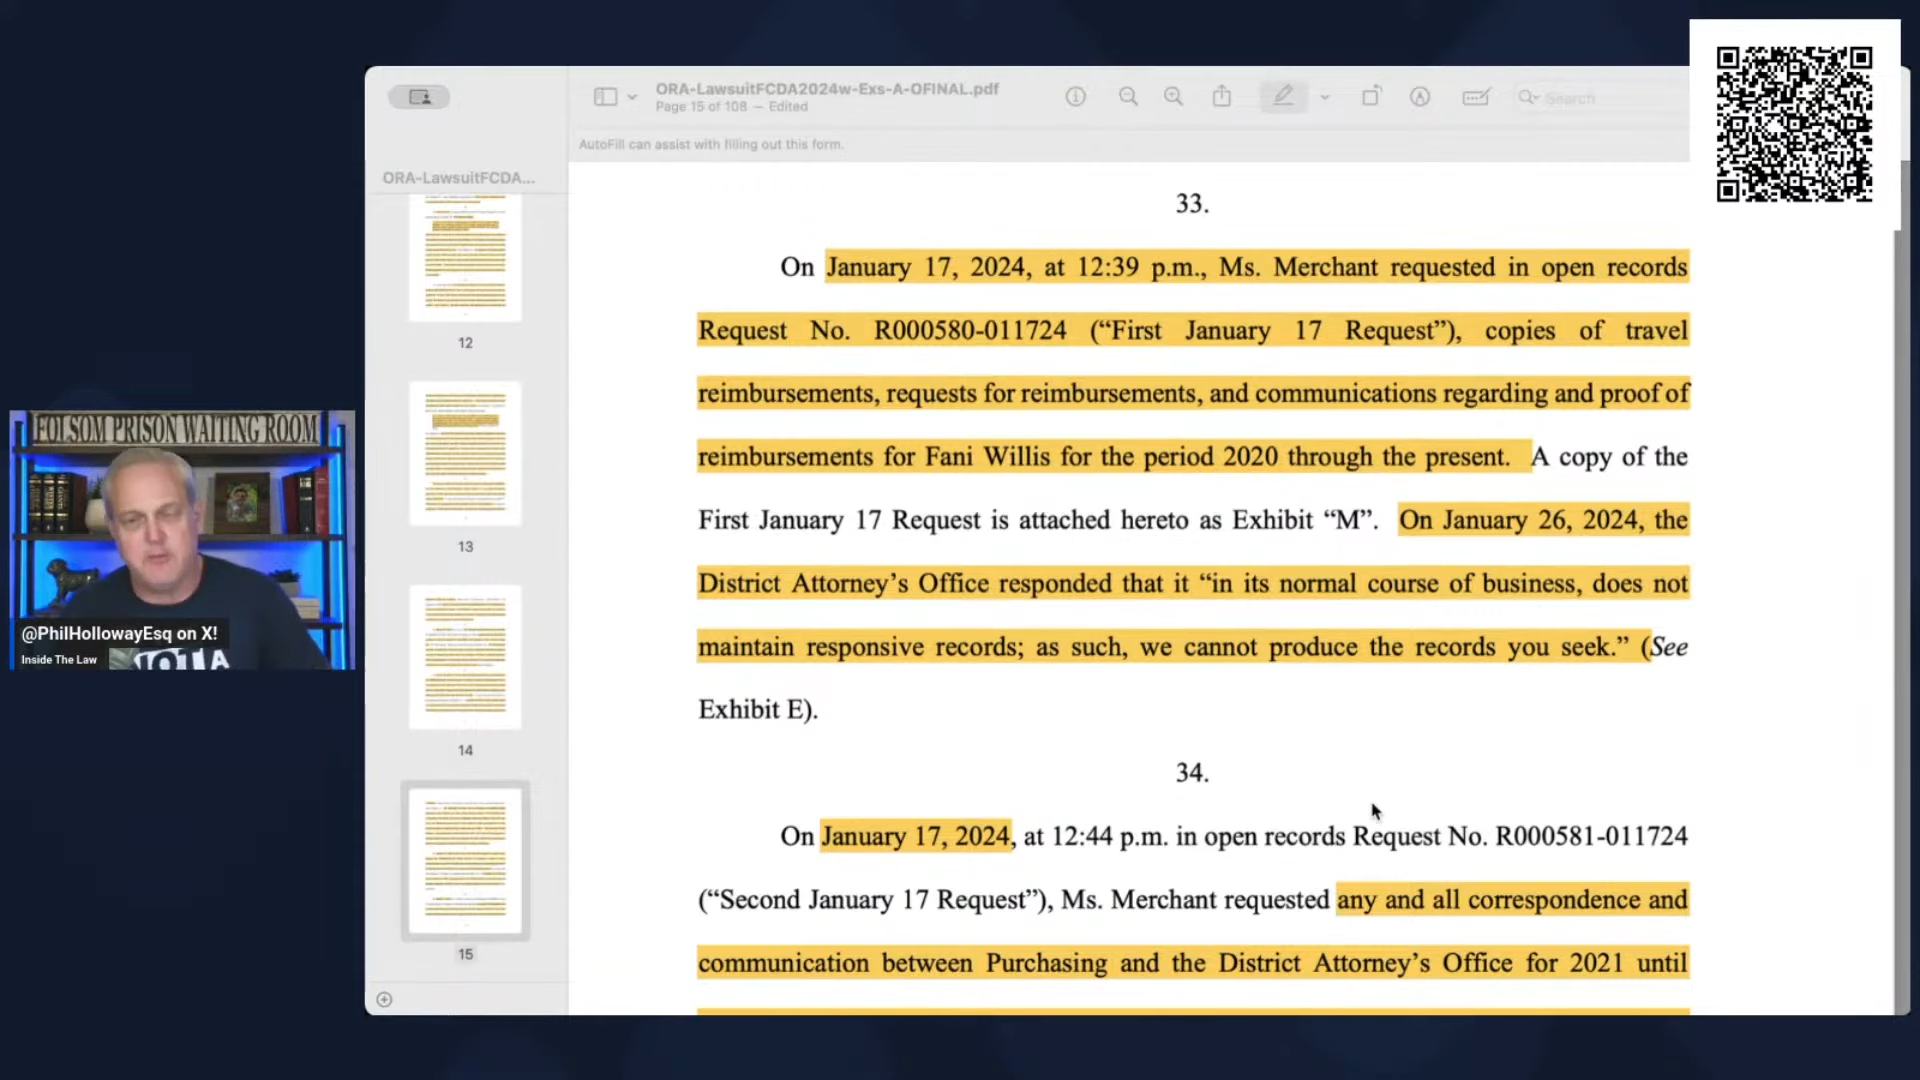 ORA-LawsuitFCDA2024w-Exs-A-OFINAL.pdf
Page 15 of 108 — Edited
Search
AutoFill can assist with filling out this form.
ORA-LawsuitFCDA...
12
13
14
15
33.
On January 17, 2024, at 12:39 p.m., Ms. Merchant requested in open records
Request No. R000580-011724 (“First January 17 Request”), copies of travel
reimbursements, requests for reimbursements, and communications regarding and proof of
reimbursements for Fani Willis for the period 2020 through the present. A copy of the
First January 17 Request is attached hereto as Exhibit “M”. On January 26, 2024, the
District Attorney’s Office responded that it “in its normal course of business, does not
maintain responsive records; as such, we cannot produce the records you seek.” (See
Exhibit E).
34.
On January 17, 2024, at 12:44 p.m. in open records Request No. R000581-011724
(“Second January 17 Request”), Ms. Merchant requested any and all correspondence and
communication between Purchasing and the District Attorney’s Office for 2021 until
FOLSOM PRISON WAITING ROOM
@PhilHollowayEsq on X!
Inside The Law